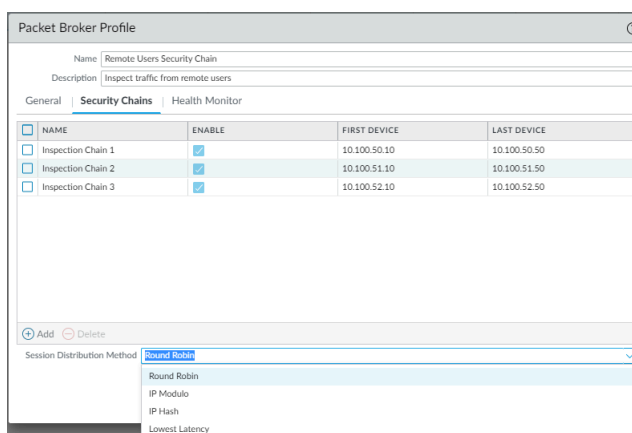 Packet Broker Profile
Name Remote Users Security Chain
Description Inspect traffic from remote users
General | Security Chains | Health Monitor
NAME ENABLE FIRST DEVICE LAST DEVICE
Inspection Chain 1 10.100.50.10 10.100.50.50
Inspection Chain 2 10.100.51.10 10.100.51.50
Inspection Chain 3 10.100.52.10 10.100.52.50
Add Delete
Session Distribution Method Round Robin
Round Robin
IP Modulo
IP Hash
Lowest Latency